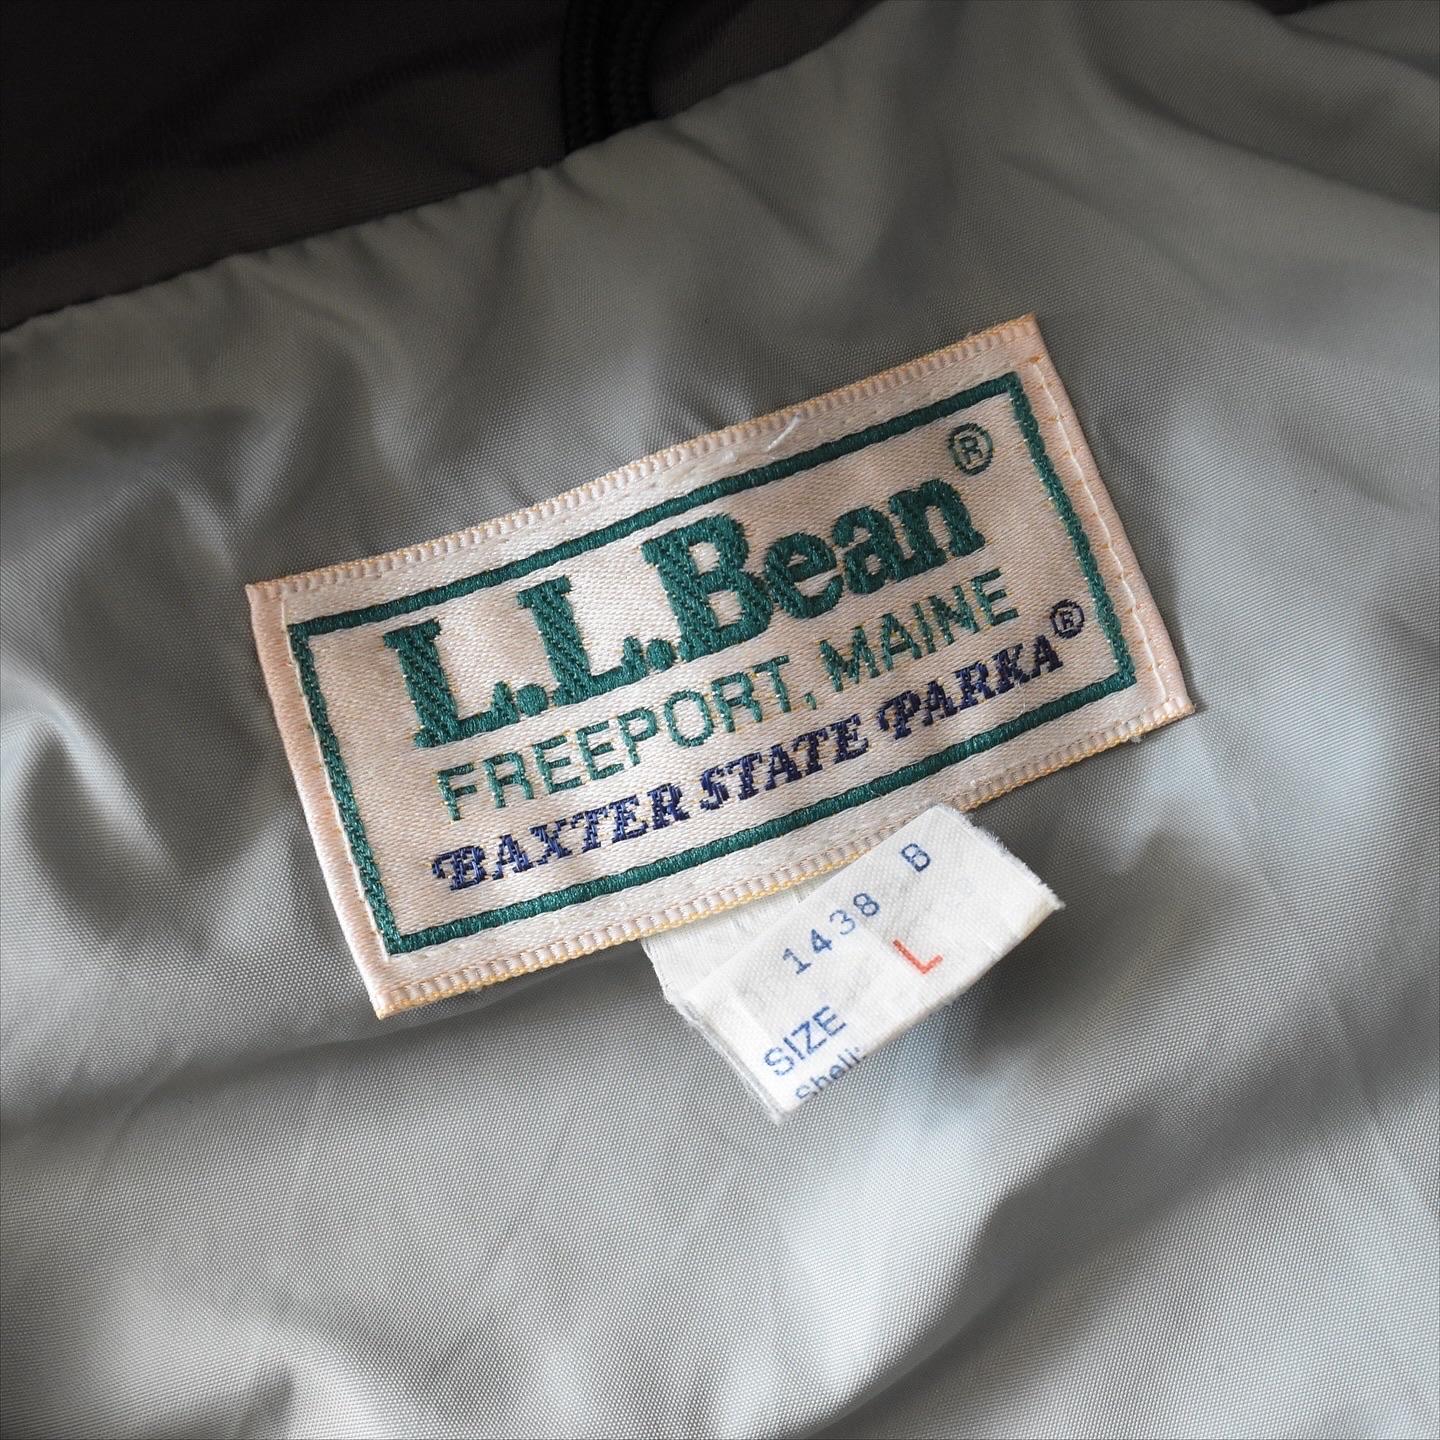 L.L.Bean ®
FREEPORT, MAINE
BAXTER STATE PARKA ®
1438 B
SIZE L